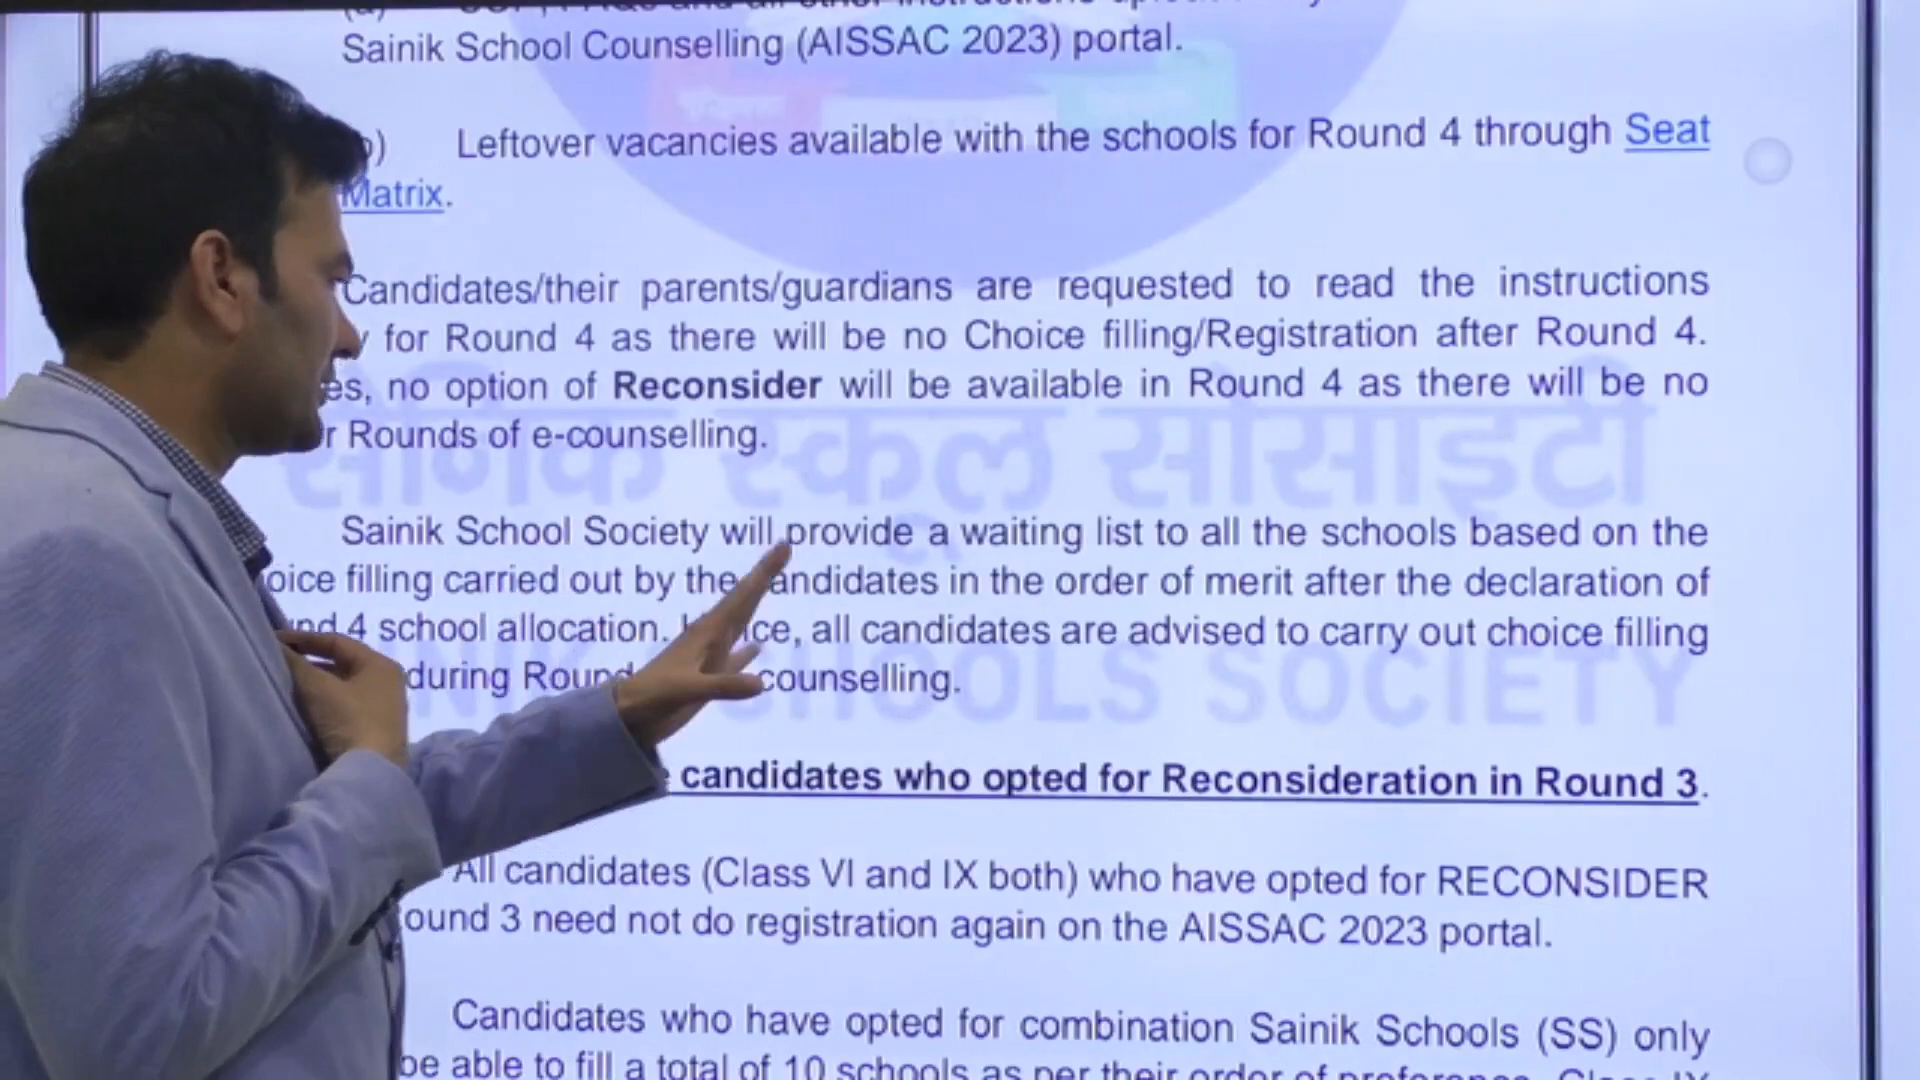 Sainik School Counselling (AISSAC 2023) portal.
Leftover vacancies available with the schools for Round 4 through Seat
Matrix.
Candidates/their parents/guardians are requested to read the instructions
for Round 4 as there will be no Choice filling/Registration after Round 4.
no option of Reconsider will be available in Round 4 as there will be no
Rounds of e-counselling.
सैनिक स्कूल सोसाइटी
Sainik School Society will provide a waiting list to all the schools based on the
filling carried out by the candidates in the order of merit after the declaration of
4 school allocation. all candidates are advised to carry out choice filling
during Round counselling.
SCHOOLS SOCIETY
candidates who opted for Reconsideration in Round 3.
All candidates (Class VI and IX both) who have opted for RECONSIDER
3 need not do registration again on the AISSAC 2023 portal.
Candidates who have opted for combination Sainik Schools (SS) only
be able to fill a total of 10 schools as per their order of preference. Class IX